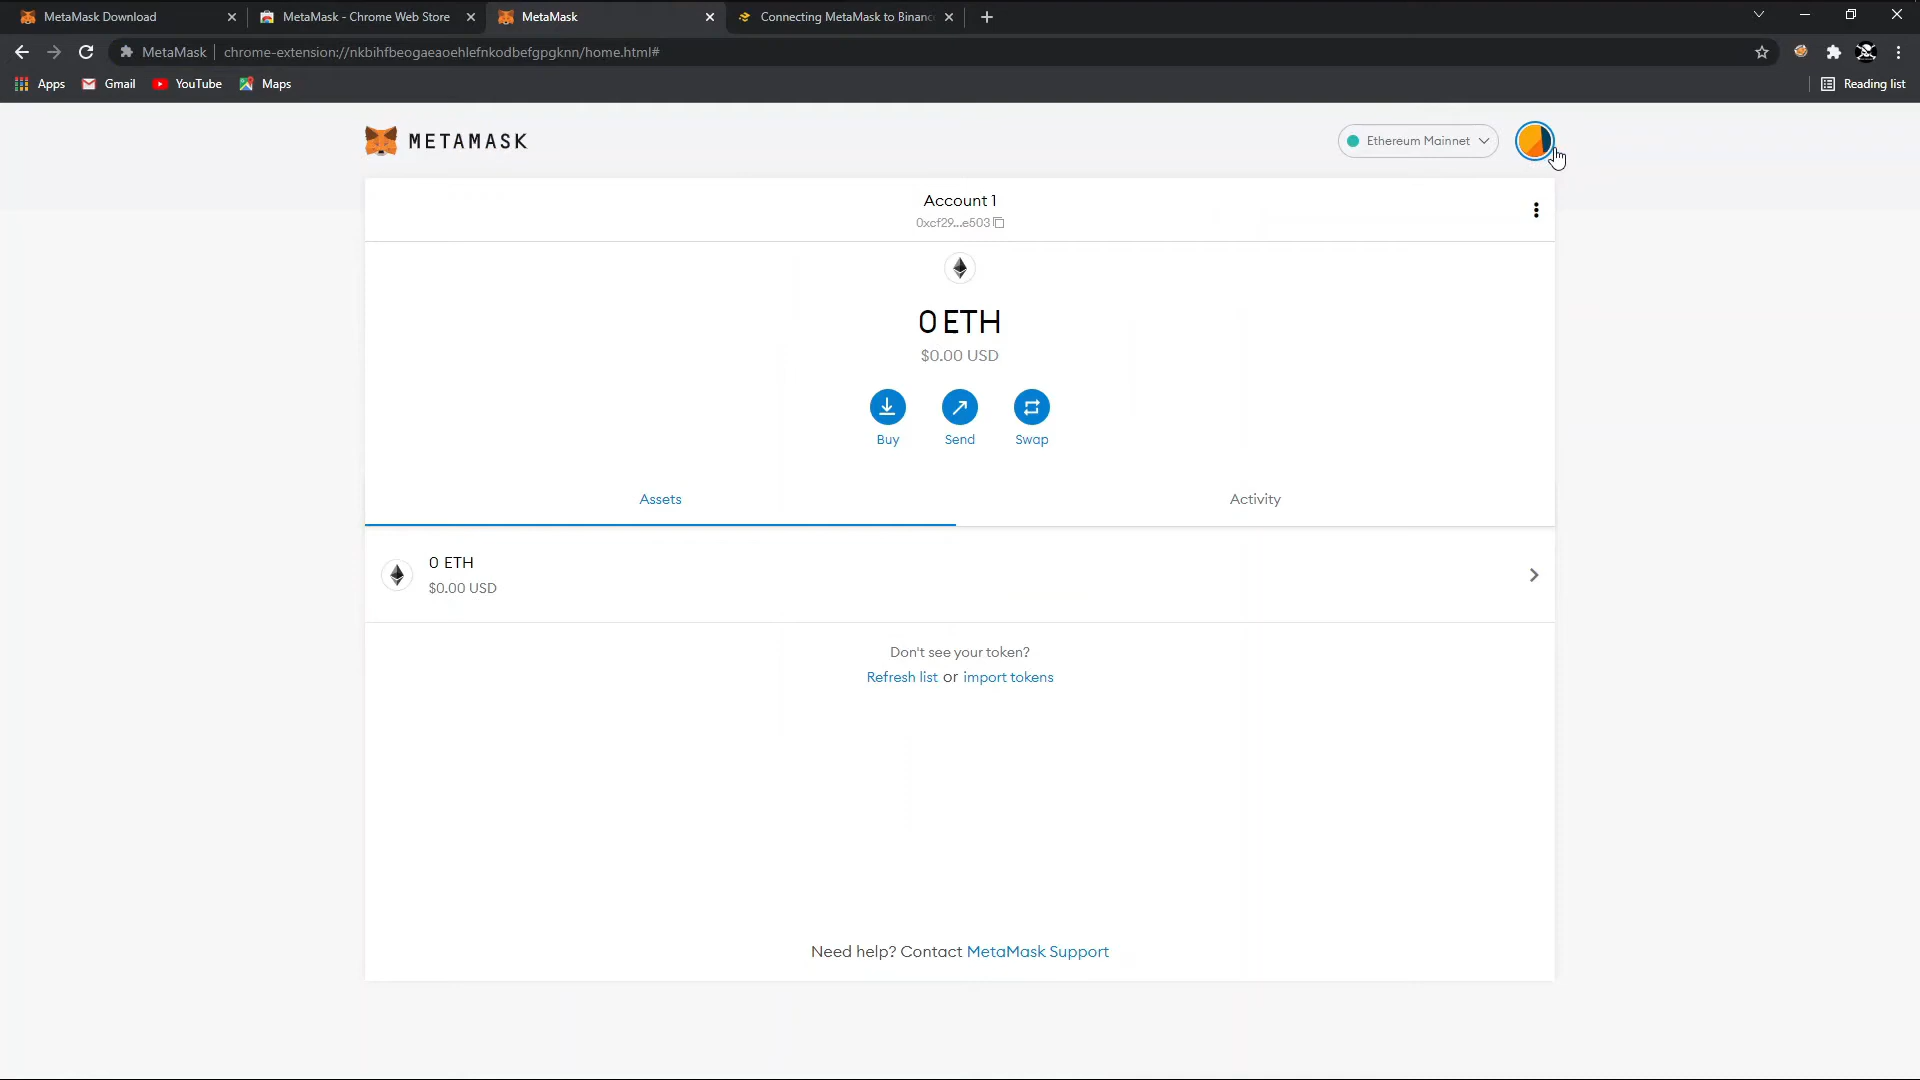 MetaMask Download
MetaMask - Chrome Web Store
MetaMask
Connecting MetaMask to Binanc
MetaMask
chrome-extension://nkbihfbeogaeaoehlefnkodbefgpgknn/home.html#
Apps
Gmail
YouTube
Maps
Reading list
METAMASK
Ethereum Mainnet
Account 1
0xcf29...e503
0 ETH
$0.00 USD
Buy
Send
Swap
Assets
Activity
0 ETH
$0.00 USD
Don't see your token?
Refresh list or import tokens
Need help? Contact MetaMask Support